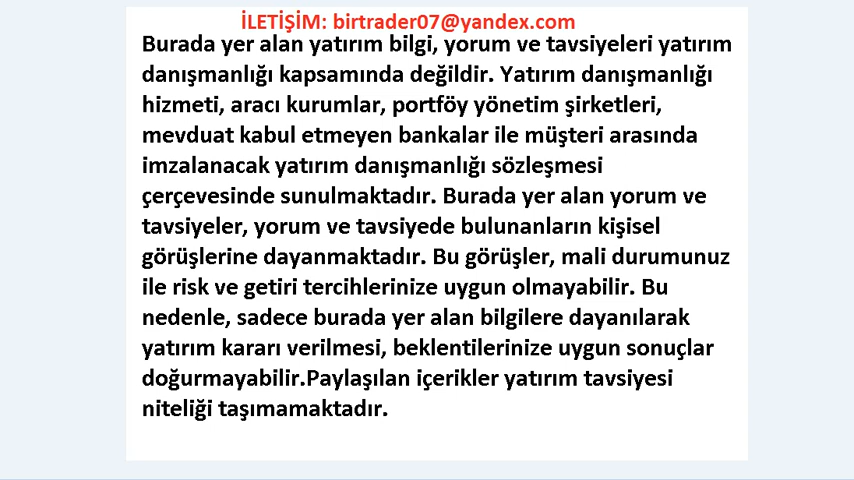 İLETİŞİM: birtrader07@yandex.com
Burada yer alan yatırım bilgi, yorum ve tavsiyeleri yatırım
danışmanlığı kapsamında değildir. Yatırım danışmanlığı
hizmeti, aracı kurumlar, portföy yönetim şirketleri,
mevduat kabul etmeyen bankalar ile müşteri arasında
imzalanacak yatırım danışmanlığı sözleşmesi
çerçevesinde sunulmaktadır. Burada yer alan yorum ve
tavsiyeler, yorum ve tavsiyede bulunanların kişisel
görüşlerine dayanmaktadır. Bu görüşler, mali durumunuz
ile risk ve getiri tercihlerinize uygun olmayabilir. Bu
nedenle, sadece burada yer alan bilgilere dayanılarak
yatırım kararı verilmesi, beklentilerinize uygun sonuçlar
doğurmayabilir.Paylaşılan içerikler yatırım tavsiyesi
niteliği taşımamaktadır.